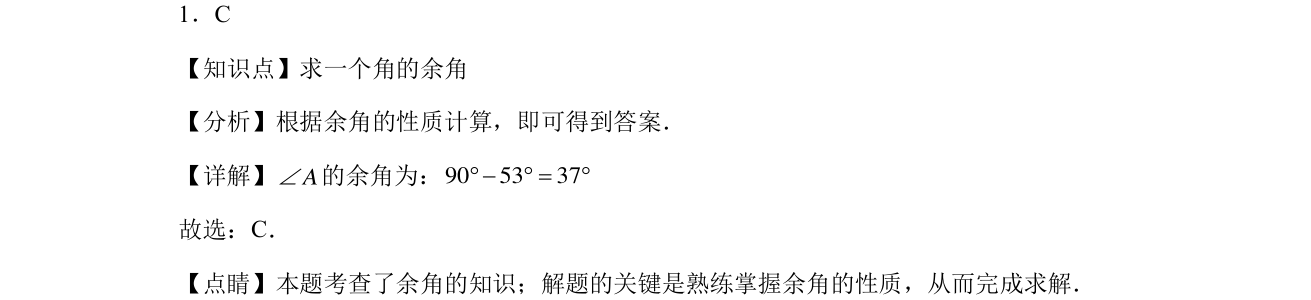 1．C
【知识点】求一个角的余角
【分析】根据余角的性质计算，即可得到答案．
【详解】∠A的余角为：90°−53°=37°
故选：C．
【点睛】本题考查了余角的知识；解题的关键是熟练掌握余角的性质，从而完成求解．